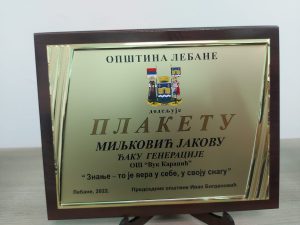 ОПШТИНА ЛЕБАНЕ
додељује
ПЛАКЕТУ
МИЉКОВИЋ ЈАКОВУ
ЂАКУ ГЕНЕРАЦИЈЕ
ОШ "Вук Караџић"
"Знање – то је вера у себе, у своју снагу"
Лебане, 2022. Председник општине Иван Богдановић